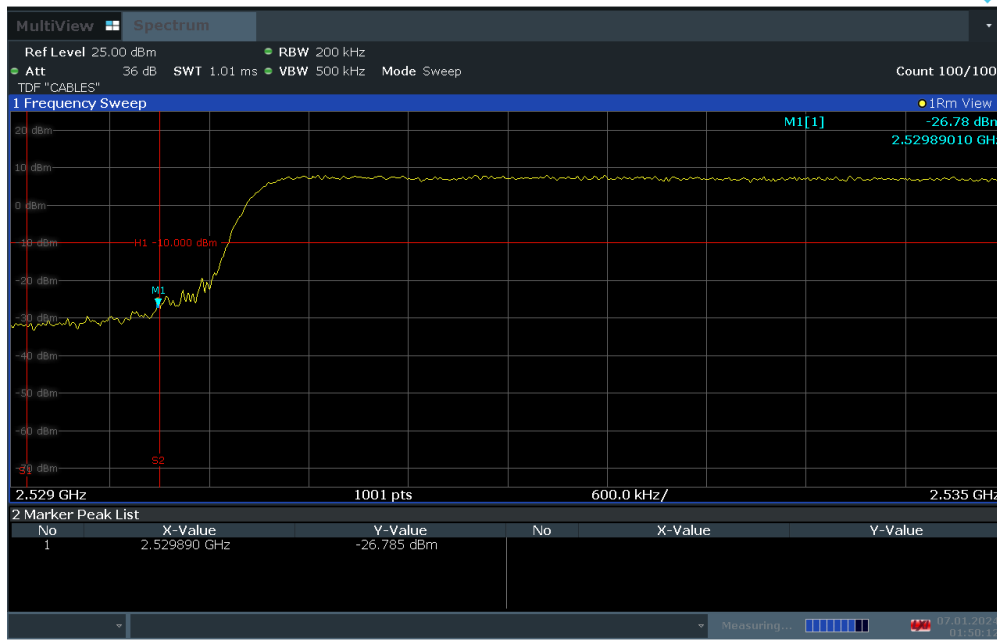 MultiView Spectrum
Ref Level 25.00 dBm RBW 200 kHz
Att 36 dB SWT 1.01 ms VBW 500 kHz Mode Sweep Count 100/100
TDF "CABLES"
1 Frequency Sweep 1Rm View
M1[1] -26.78 dBm
2.52989010 GHz
20 dBm
10 dBm
0 dBm
-10 dBm H1 -10.000 dBm
-20 dBm
M1
-30 dBm
-40 dBm
-50 dBm
-60 dBm
S2
-70 dBm
S1
2.529 GHz 1001 pts 600.0 kHz/ 2.535 GHz
2 Marker Peak List
No X-Value Y-Value No X-Value Y-Value
1 2.529890 GHz -26.785 dBm
Measuring... 07.01.2024